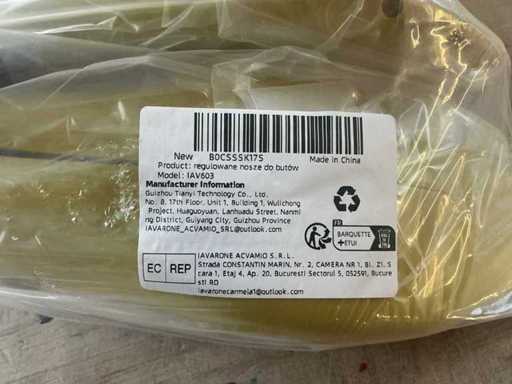 New B0CSSSK17S Made in China
Product: regulowane nosze do butów
Model: IAV603
Manufacturer Information
Guizhou Tianyi Technology Co., Ltd.
No. 8, 17th Floor, Unit 1, Building 1, Wulichong
Project, Huaguoyuan, Lanhuadu Street, Nanmi
ng District, Guiyang City, Guizhou Province
IAVARONE_ACVAMIO_SRL@outlook.com
FR
BARQUETTE
+ETUI
EC REP
IAVARONE ACVAMIO S.R.L.
Strada CONSTANTIN MARIN, Nr. 2, CAMERA NR 1, Bl. Z1, S
cara 1, Etaj 4, Ap. 20, Bucuresti Sectorul 5, 052591, Bucure
sti RO
iavaronecarmela1@outlook.com